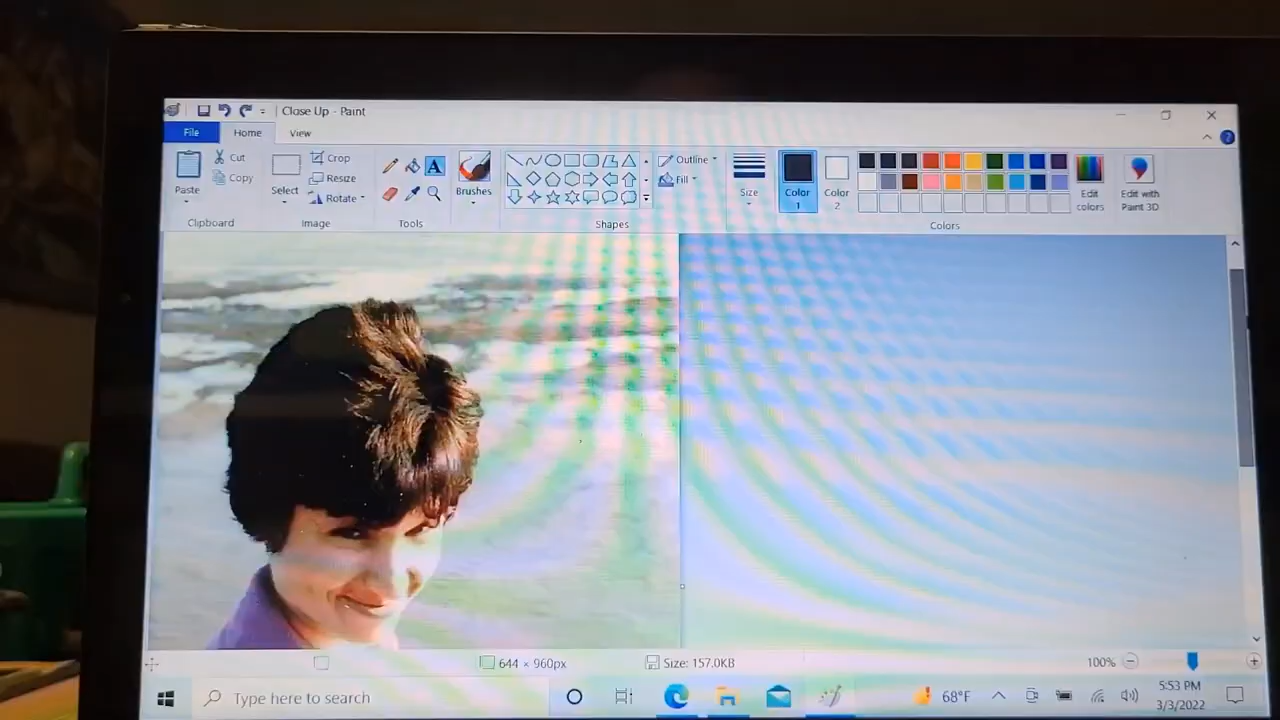 Close Up - Paint
File Home View
Paste
Cut
Copy
Clipboard
Select
Crop
Resize
Rotate
Image
A
Tools
Brushes
Shapes
Outline
Fill
Size
Color 1
Color 2
Edit colors
Edit with Paint 3D
Colors
644 × 960px
Size: 157.0KB
100%
Type here to search
68°F
5:53 PM
3/3/2022